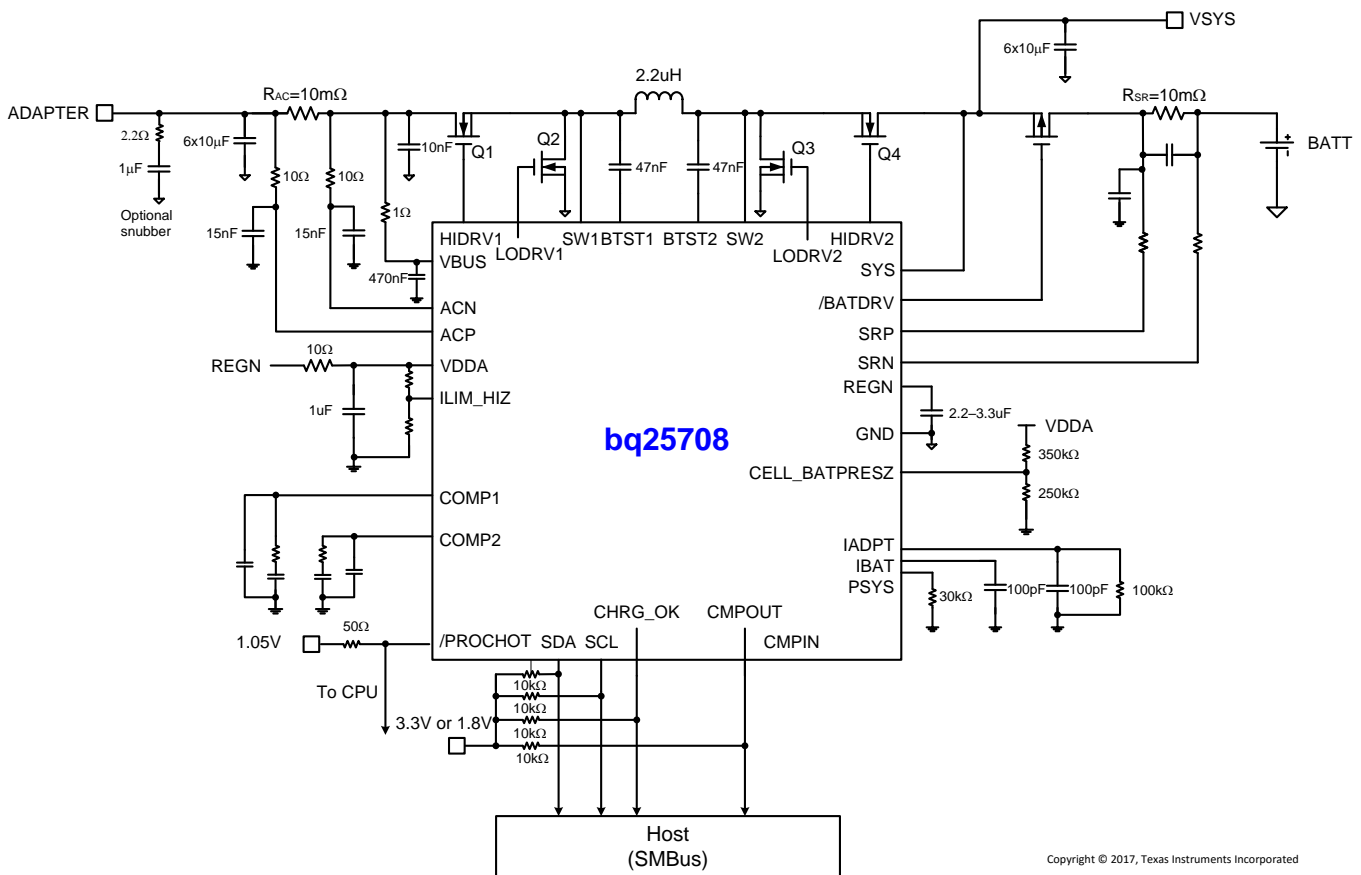 VSYS
6x10µF
2.2uH
ADAPTER
RAC=10mΩ
RSR=10mΩ
2.2Ω
6x10µF
10nF
Q1
Q2
Q3
Q4
BATT
1µF
10Ω
10Ω
47nF
47nF
Optional
snubber
1Ω
15nF
15nF
HIDRV1
SW1
BTST1
BTST2
SW2
HIDRV2
LODRV1
LODRV2
VBUS
SYS
470nF
ACN
/BATDRV
ACP
SRP
10Ω
REGN
VDDA
SRN
ILIM_HIZ
REGN
1uF
2.2–3.3uF
VDDA
bq25708
GND
350kΩ
CELL_BATPRESZ
250kΩ
COMP1
COMP2
IADPT
IBAT
PSYS
30kΩ
100pF
100pF
100kΩ
CHRG_OK
CMPOUT
1.05V
50Ω
/PROCHOT
SDA
SCL
CMPIN
To CPU
10kΩ
10kΩ
3.3V or 1.8V
10kΩ
10kΩ
Host
(SMBus)
Copyright © 2017, Texas Instruments Incorporated